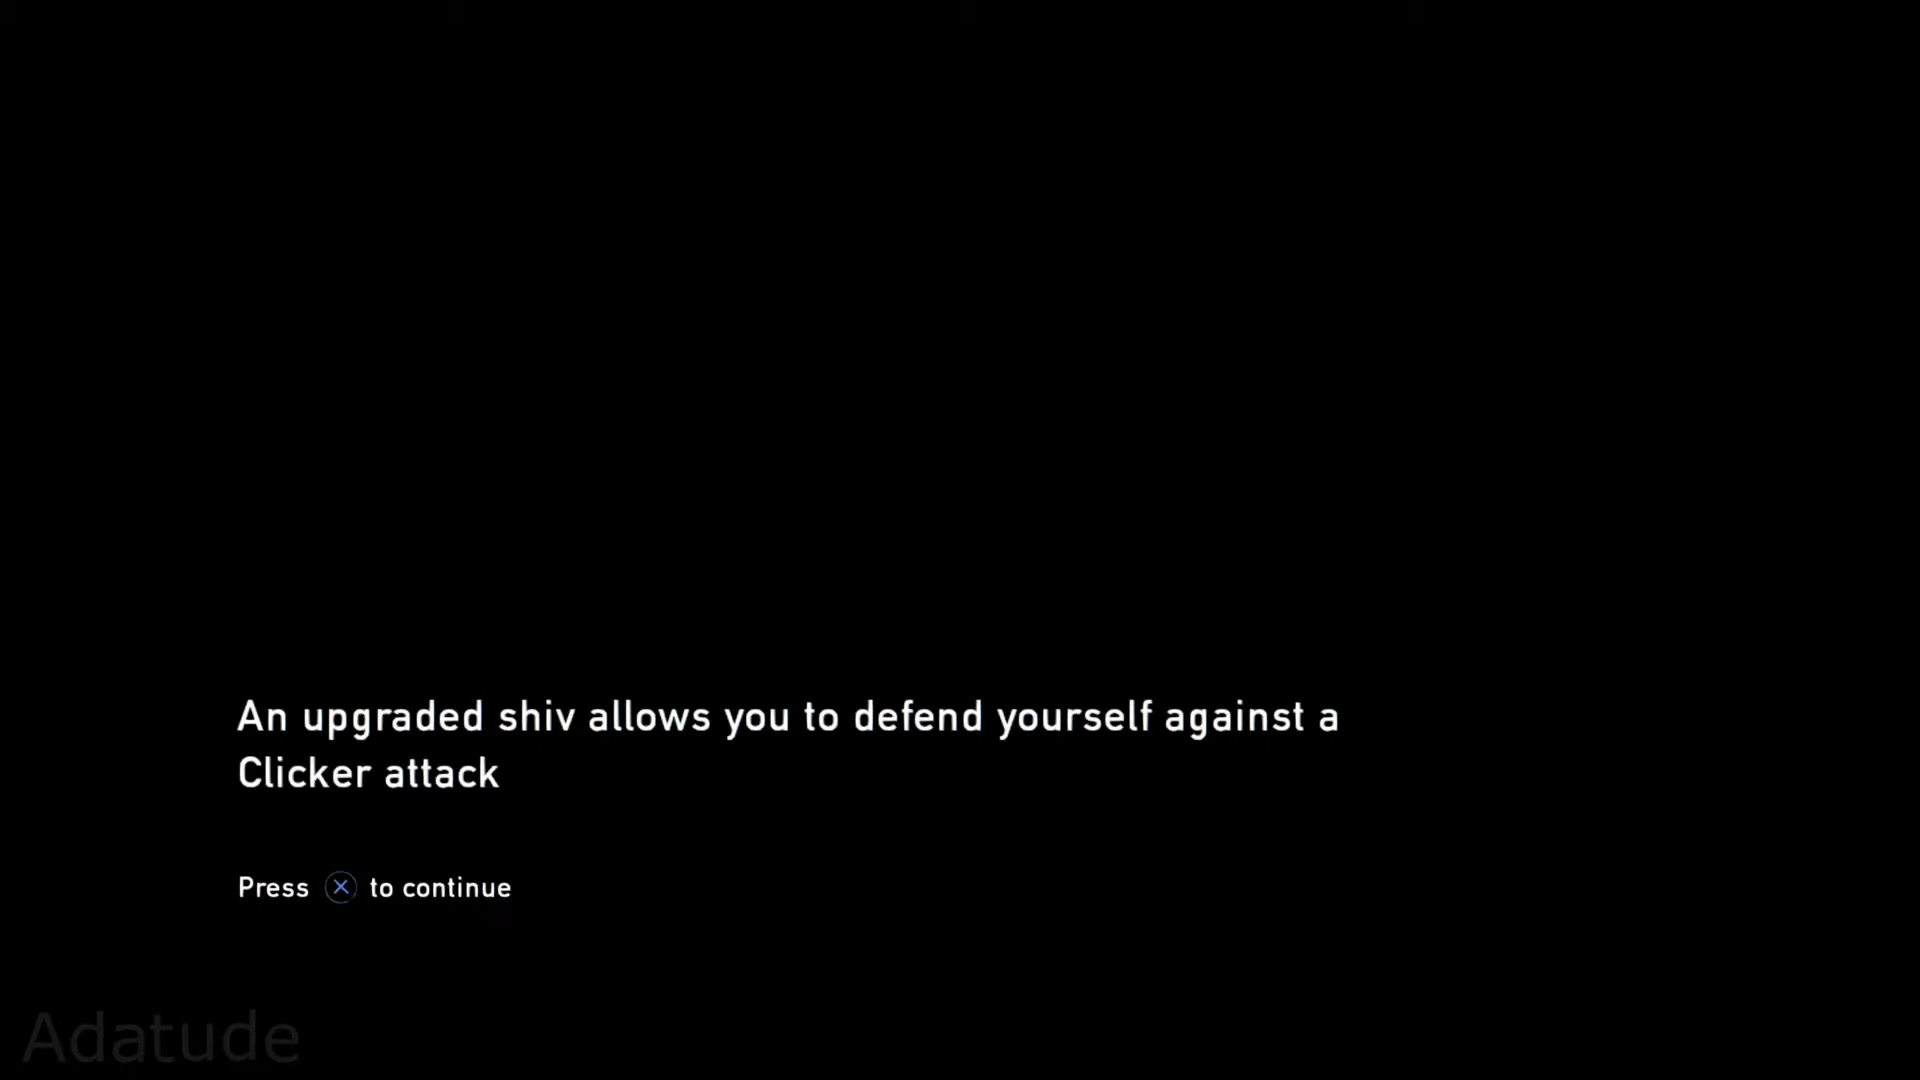 An upgraded shiv allows you to defend yourself against a
Clicker attack
Press ⓧ to continue
Adatude